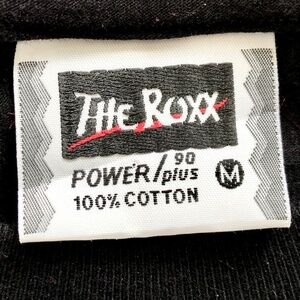 THE ROXX
POWER/90 plus M
100% COTTON